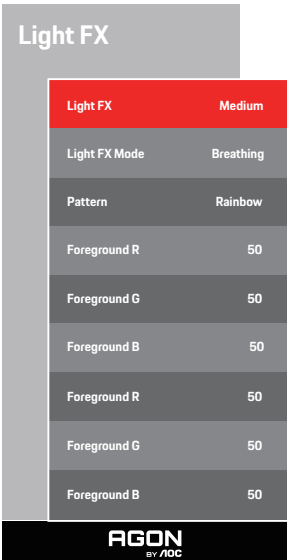 Light FX
Light FX Medium
Light FX Mode Breathing
Pattern Rainbow
Foreground R 50
Foreground G 50
Foreground B 50
Foreground R 50
Foreground G 50
Foreground B 50
AGON
BY AOC